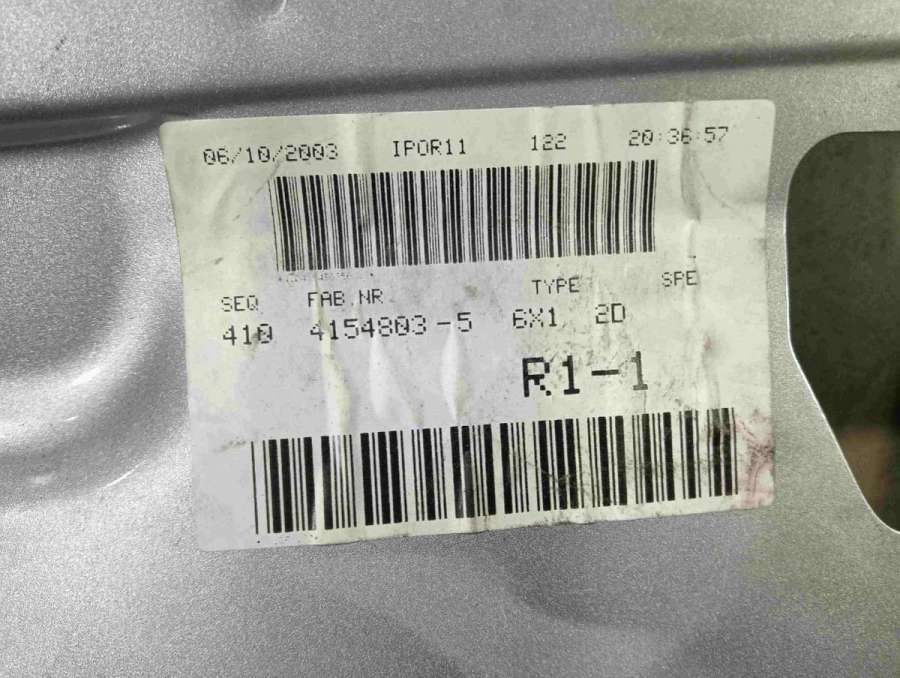 06/10/2003 IPOR11 122 20:36:57
SEQ FAB.NR. TYPE SPE
410 4154803-5 6X1 2D
R1-1